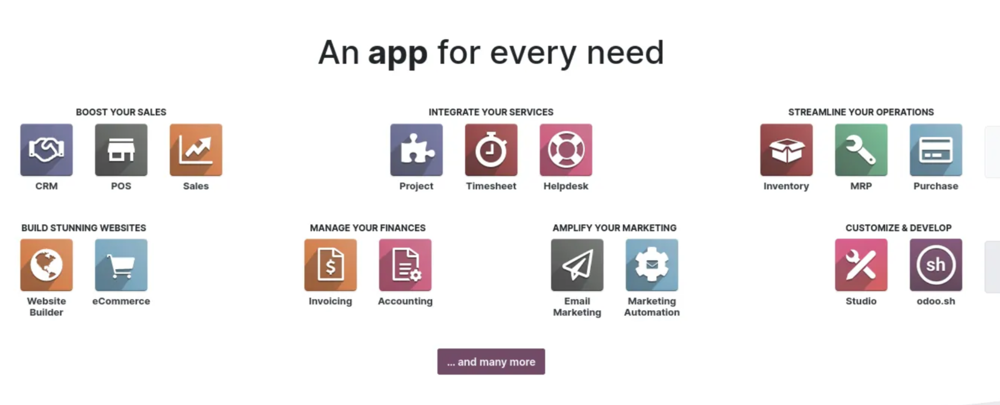 An app for every need
BOOST YOUR SALES
CRM
POS
Sales
INTEGRATE YOUR SERVICES
Project
Timesheet
Helpdesk
STREAMLINE YOUR OPERATIONS
Inventory
MRP
Purchase
BUILD STUNNING WEBSITES
Website
Builder
eCommerce
MANAGE YOUR FINANCES
$
Invoicing
Accounting
AMPLIFY YOUR MARKETING
Email
Marketing
Marketing
Automation
CUSTOMIZE & DEVELOP
Studio
sh
odoo.sh
... and many more